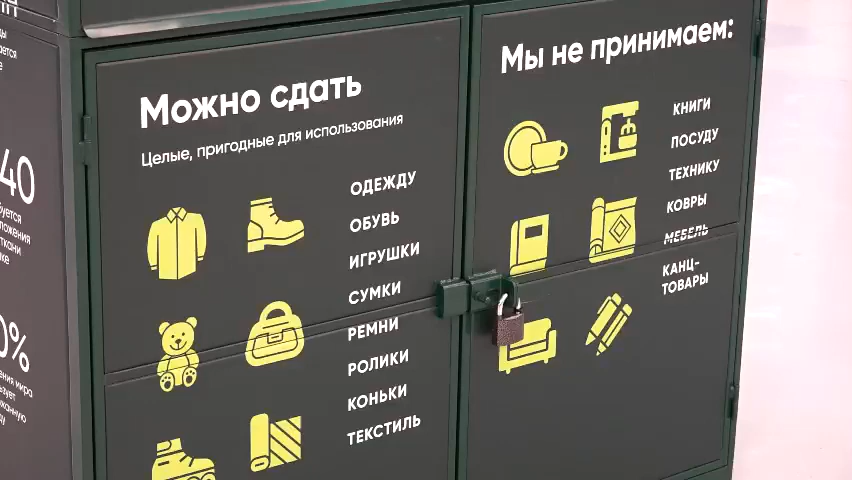 Можно сдать
Целые, пригодные для использования
ОДЕЖДУ
ОБУВЬ
ИГРУШКИ
СУМКИ
РЕМНИ
РОЛИКИ
КОНЬКИ
ТЕКСТИЛЬ
Мы не принимаем:
КНИГИ
ПОСУДУ
ТЕХНИКУ
КОВРЫ
МЕБЕЛЬ
КАНЦ-
ТОВАРЫ
40
0%